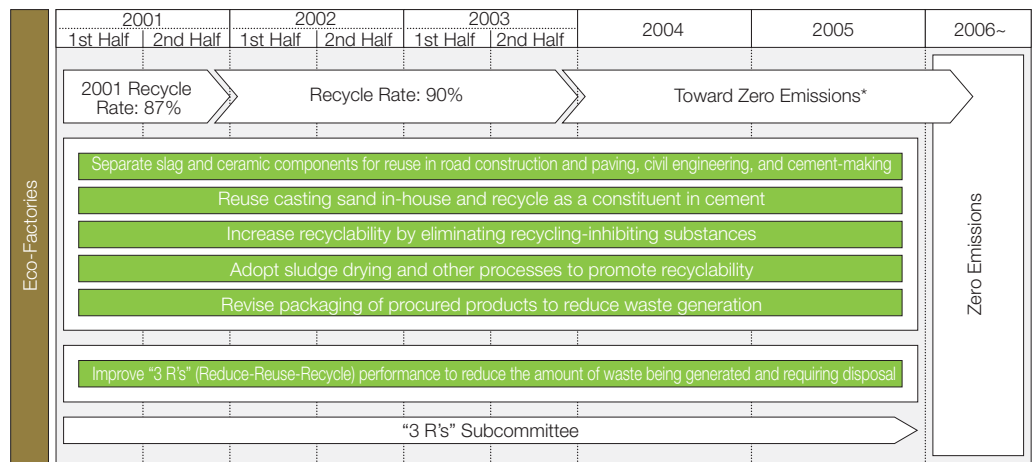 2001
2002
2003
2004
2005
2006~
1st Half
2nd Half
1st Half
2nd Half
1st Half
2nd Half
Eco-Factories
2001 Recycle
Rate: 87%
Recycle Rate: 90%
Toward Zero Emissions*
Separate slag and ceramic components for reuse in road construction and paving, civil engineering, and cement-making
Reuse casting sand in-house and recycle as a constituent in cement
Increase recyclability by eliminating recycling-inhibiting substances
Adopt sludge drying and other processes to promote recyclability
Revise packaging of procured products to reduce waste generation
Improve “3 R’s” (Reduce-Reuse-Recycle) performance to reduce the amount of waste being generated and requiring disposal
“3 R’s” Subcommittee
Zero Emissions